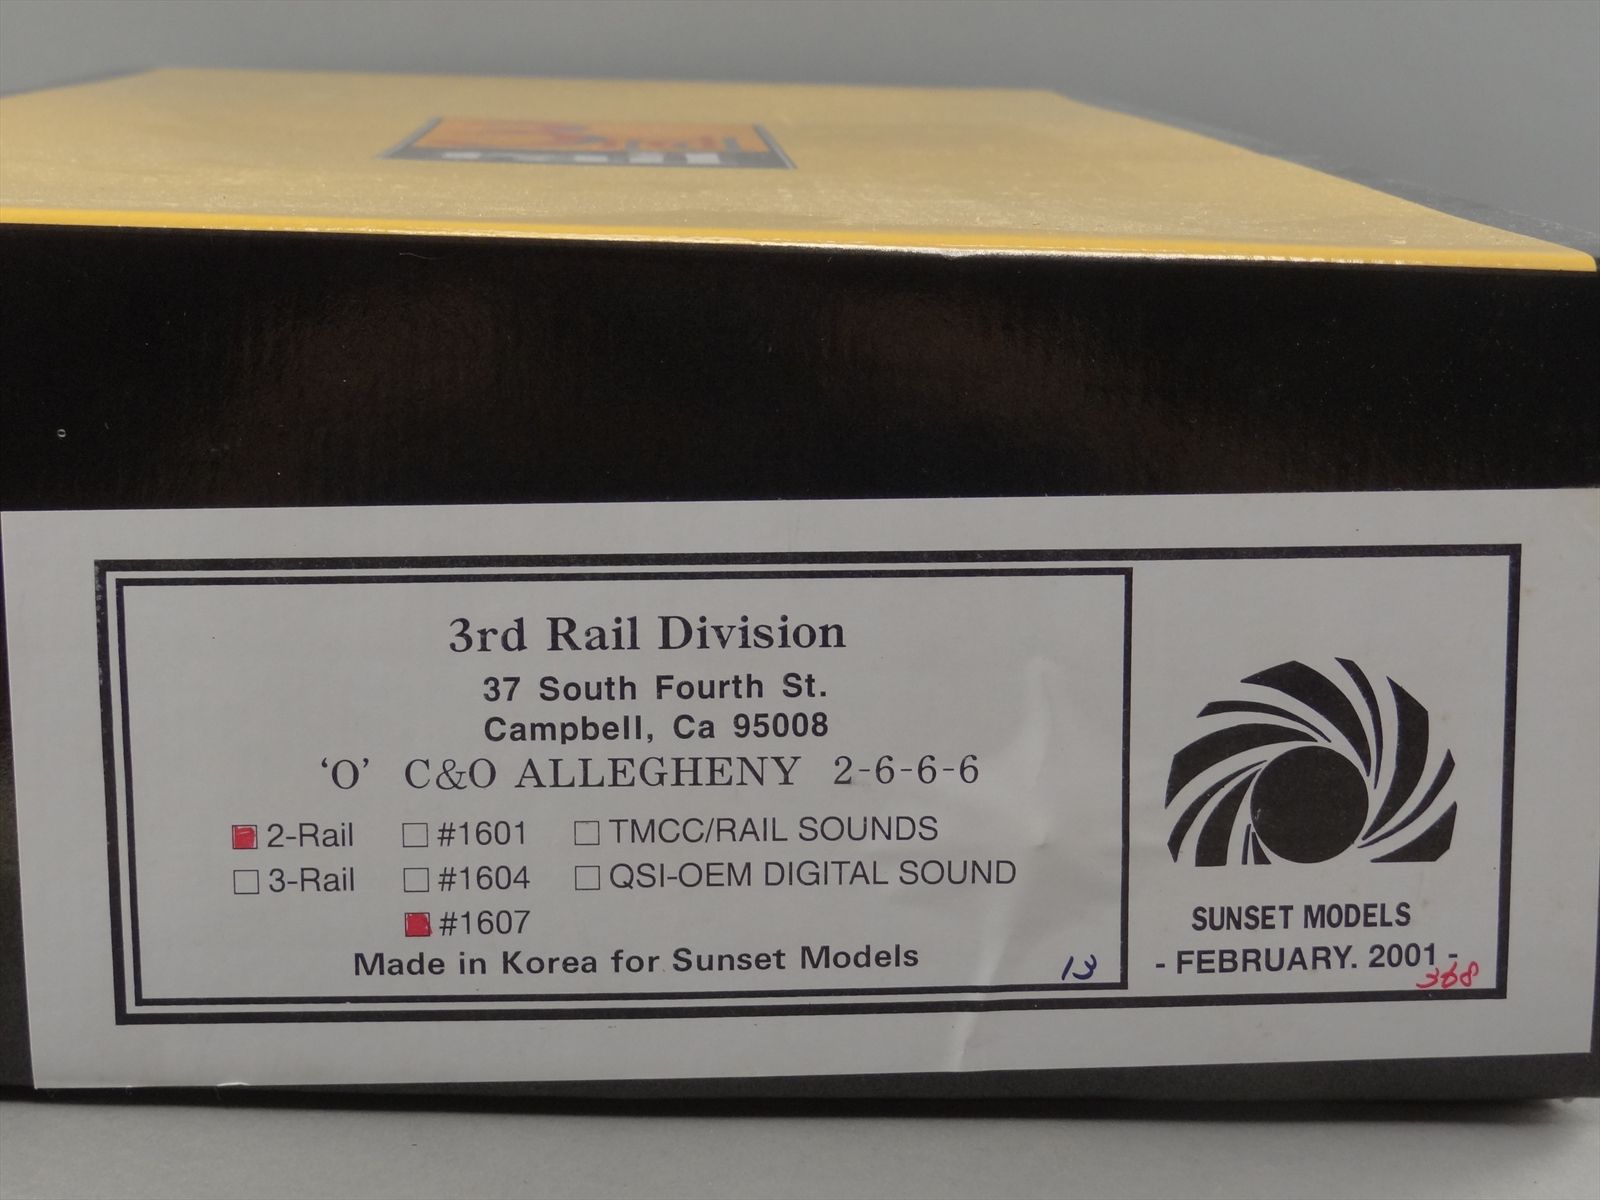 3rd Rail Division
37 South Fourth St.
Campbell, Ca 95008
'O' C&O ALLEGHENY 2-6-6-6
2-Rail #1601 TMCC/RAIL SOUNDS
3-Rail #1604 QSI-OEM DIGITAL SOUND
#1607
Made in Korea for Sunset Models
13
SUNSET MODELS
- FEBRUARY. 2001 -
368